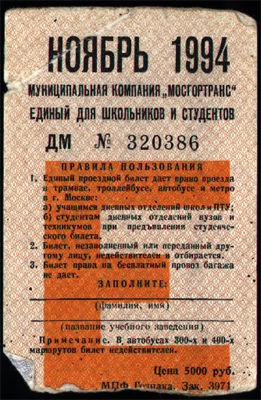 НОЯБРЬ 1994
МУНИЦИПАЛЬНАЯ КОМПАНИЯ „МОСГОРТРАНС"
ЕДИНЫЙ ДЛЯ ШКОЛЬНИКОВ И СТУДЕНТОВ
ДМ № 320386
ПРАВИЛА ПОЛЬЗОВАНИЯ
1. Единый проездной билет дает право проезда
в трамвае, троллейбусе, автобусе и метро
в г. Москве:
а) учащимся дневных отделений школ и ПТУ;
б) студентам дневных отделений вузов и
техникумов при предъявлении студенче-
ского билета.
2. Билет, незаполненный или переданный дру-
гому лицу, недействителен и отбирается.
3. Билет права на бесплатный провоз багажа
не дает.
ЗАПОЛНИТЕ:
(фамилия, имя)
(название учебного заведения)
Примечание. В автобусах 300-х и 400-х
маршрутов билет недействителен.
Цена 5000 руб.
МПФ Гознака. Зак. 3971